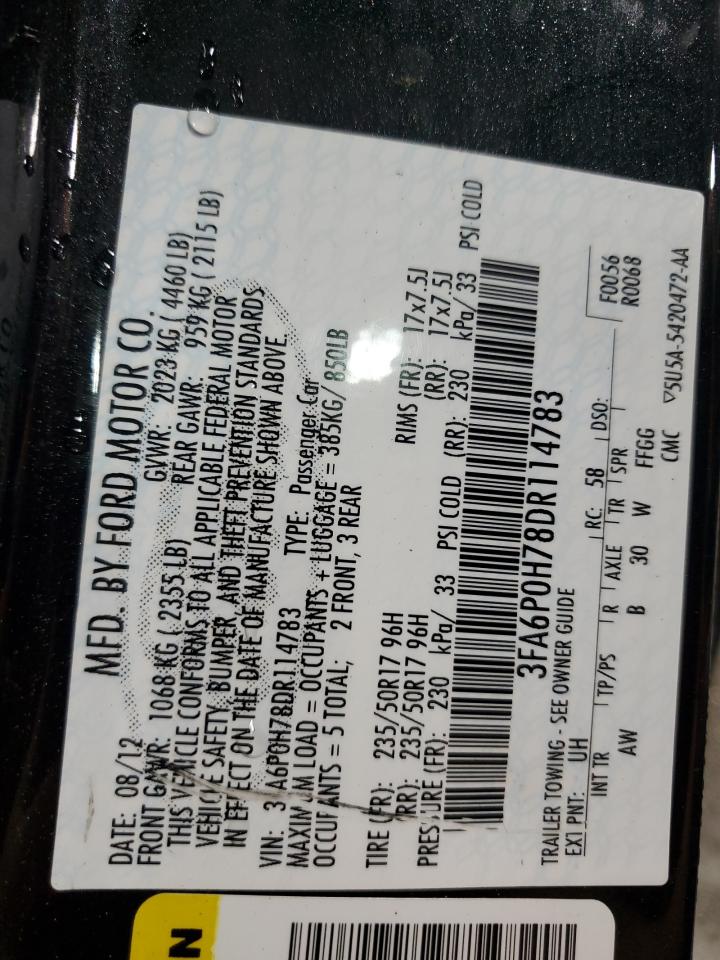 MFD. BY FORD MOTOR CO.
DATE: 08/12 GVWR: 2023 KG ( 4460 LB)
FRONT GAWR: 1068 KG ( 2355 LB) REAR GAWR: 959 KG ( 2115 LB)
THIS VEHICLE CONFORMS TO ALL APPLICABLE FEDERAL MOTOR
VEHICLE SAFETY, BUMPER, AND THEFT PREVENTION STANDARDS
IN EFFECT ON THE DATE OF MANUFACTURE SHOWN ABOVE.
VIN: 3FA6P0H78DR114783 TYPE: Passenger Car
MAXIMUM LOAD = OCCUPANTS + LUGGAGE = 385KG/ 850LB
OCCUPANTS = 5 TOTAL; 2 FRONT, 3 REAR
TIRE (FR): 235/50R17 96H RIMS (FR): 17x7.5J
(RR): 235/50R17 96H (RR): 17x7.5J
PRESSURE (FR): 230 kPa/ 33 PSI COLD (RR): 230 kPa/ 33 PSI COLD
3FA6P0H78DR114783
TRAILER TOWING - SEE OWNER GUIDE
EXT PNT: UH RC: 58 DSO: F0056
R0068
INT TR TP/PS R AXLE TR SPR
AW B 30 W FFGG
CMC ▽5U5A-5420472-AA
N